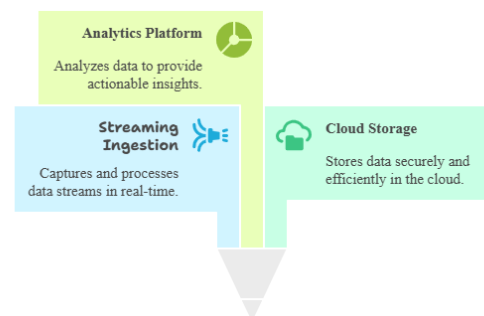 Analytics Platform
Analyzes data to provide
actionable insights.
Streaming
Ingestion
Captures and processes
data streams in real-time.
Cloud Storage
Stores data securely and
efficiently in the cloud.